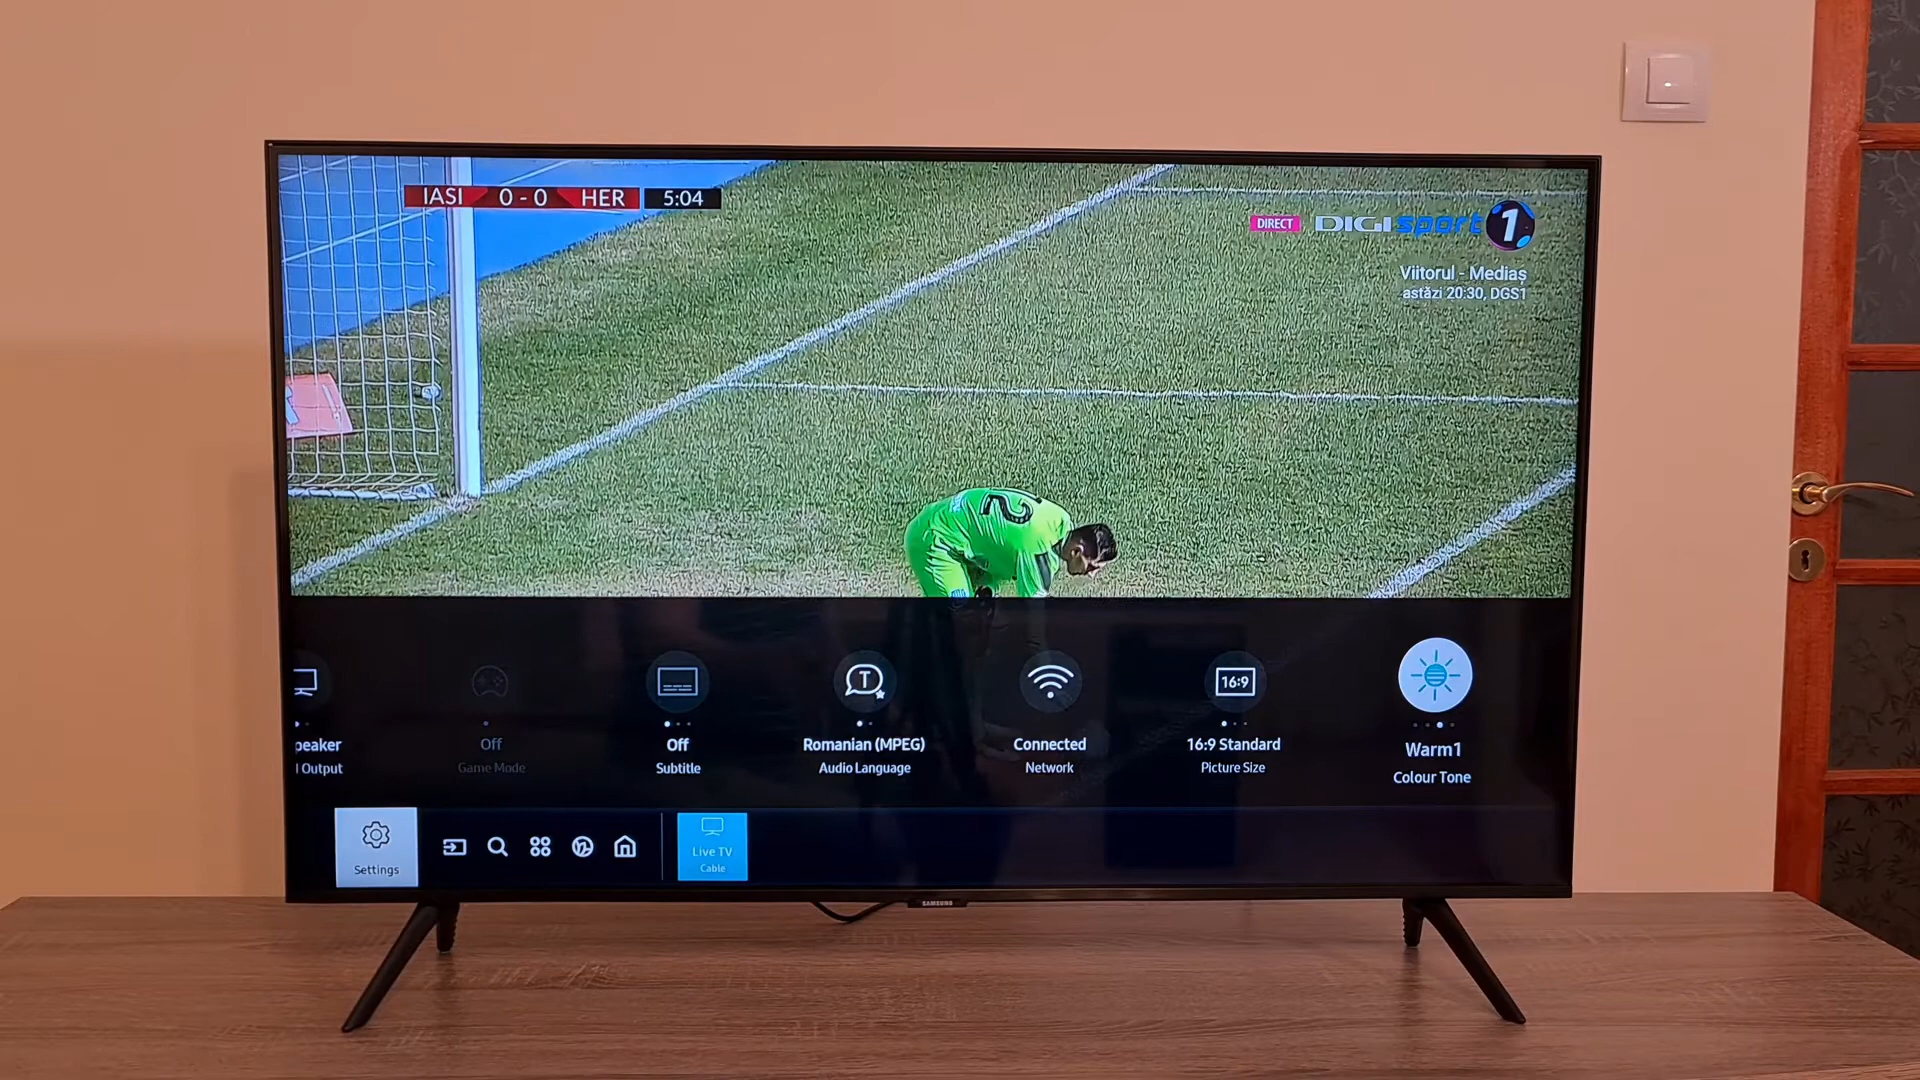 IASI 0 - 0 HER 5:04
DIRECT DIGI sport 1
Viitorul - Medias
astăzi 20:30, DGS1
12
T
16:9
peaker
l Output
Off
Game Mode
Off
Subtitle
Romanian (MPEG)
Audio Language
Connected
Network
16:9 Standard
Picture Size
Warm1
Colour Tone
Settings
Live TV
Cable
SAMSUNG